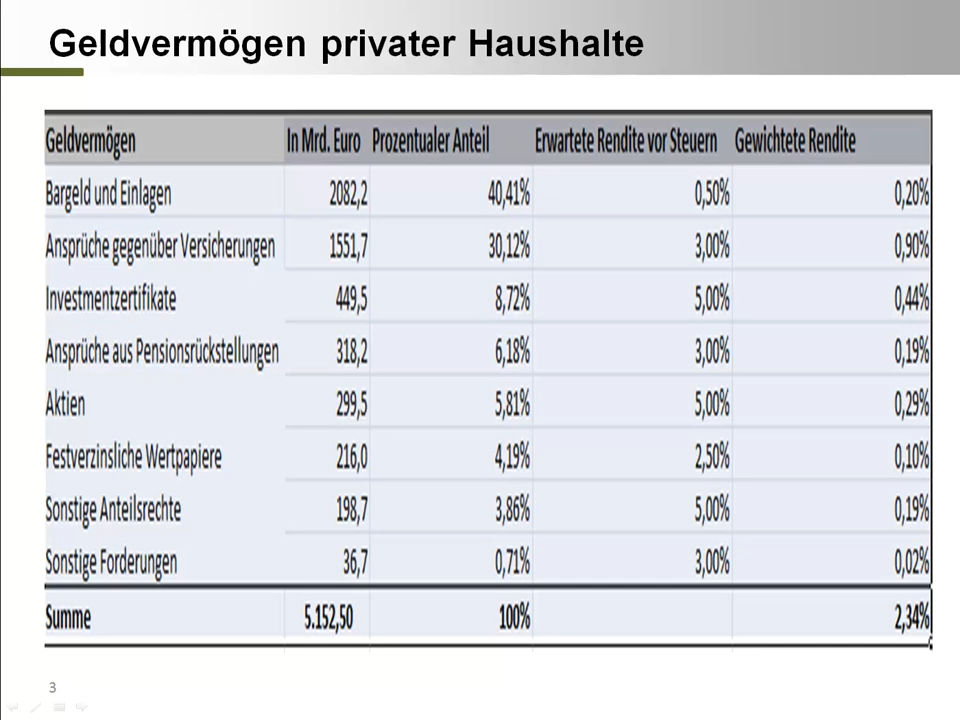 Geldvermögen privater Haushalte
Geldvermögen In Mrd. Euro Prozentualer Anteil Erwartete Rendite vor Steuern Gewichtete Rendite
Bargeld und Einlagen 2082,2 40,41% 0,50% 0,20%
Ansprüche gegenüber Versicherungen 1551,7 30,12% 3,00% 0,90%
Investmentzertifikate 449,5 8,72% 5,00% 0,44%
Ansprüche aus Pensionsrückstellungen 318,2 6,18% 3,00% 0,19%
Aktien 299,5 5,81% 5,00% 0,29%
Festverzinsliche Wertpapiere 216,0 4,19% 2,50% 0,10%
Sonstige Anteilsrechte 198,7 3,86% 5,00% 0,19%
Sonstige Forderungen 36,7 0,71% 3,00% 0,02%
Summe 5.152,50 100% 2,34%
3